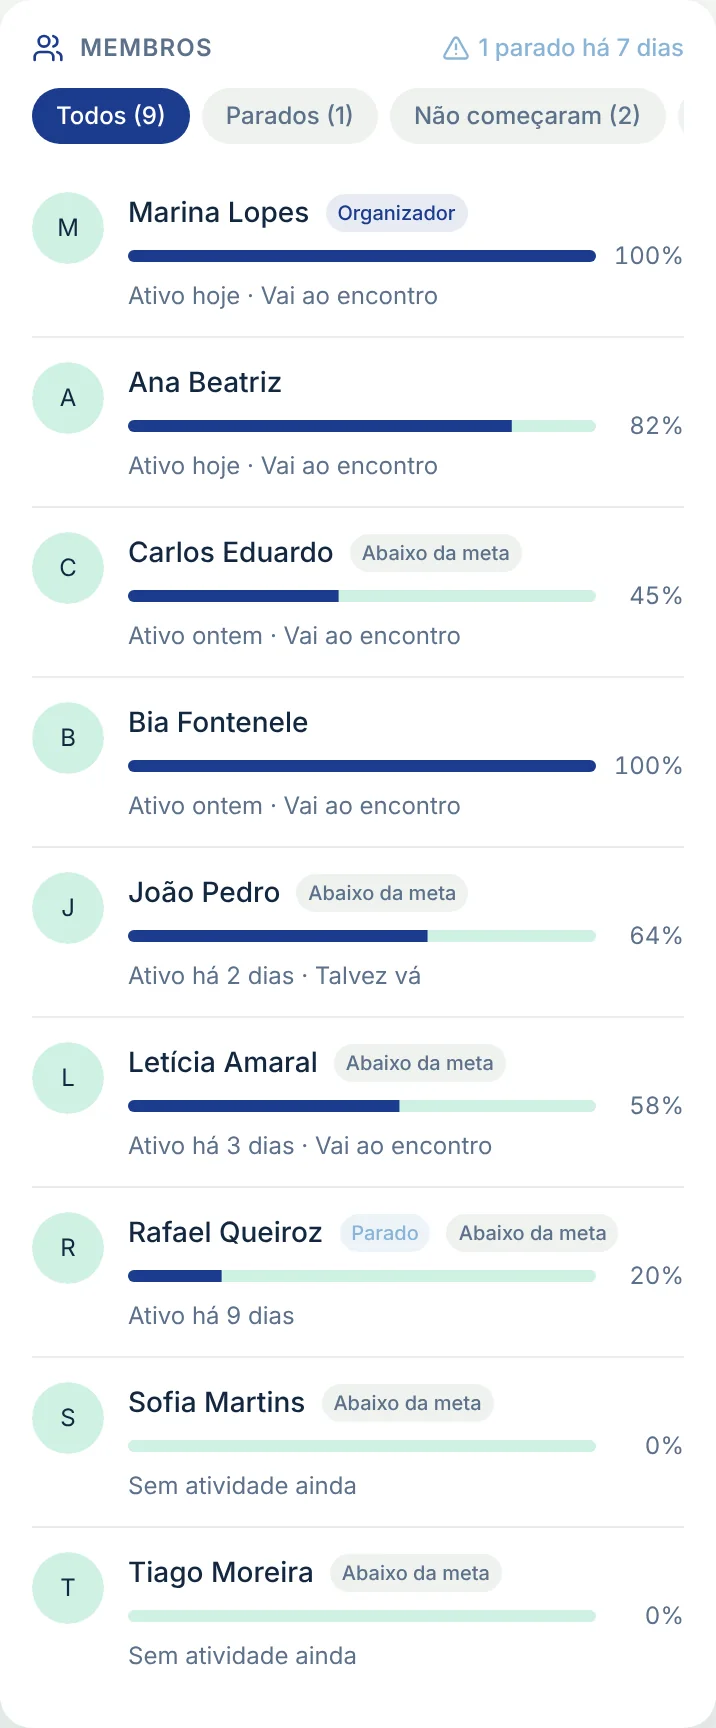 MEMBROS
1 parado há 7 dias
Todos (9) Parados (1) Não começaram (2)
M
Marina Lopes Organizador
100%
Ativo hoje · Vai ao encontro
A
Ana Beatriz
82%
Ativo hoje · Vai ao encontro
C
Carlos Eduardo Abaixo da meta
45%
Ativo ontem · Vai ao encontro
B
Bia Fontenele
100%
Ativo ontem · Vai ao encontro
J
João Pedro Abaixo da meta
64%
Ativo há 2 dias · Talvez vá
L
Letícia Amaral Abaixo da meta
58%
Ativo há 3 dias · Vai ao encontro
R
Rafael Queiroz Parado Abaixo da meta
20%
Ativo há 9 dias
S
Sofia Martins Abaixo da meta
0%
Sem atividade ainda
T
Tiago Moreira Abaixo da meta
0%
Sem atividade ainda